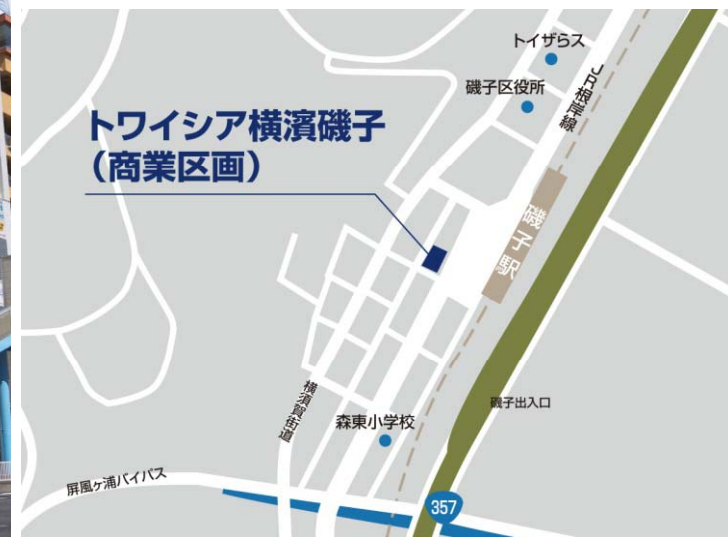 トイザらス
磯子区役所
JR根岸線
トワイシア横濱磯子
（商業区画）
磯子駅
横須賀街道
磯子出入口
森東小学校
屏風ヶ浦バイパス
357